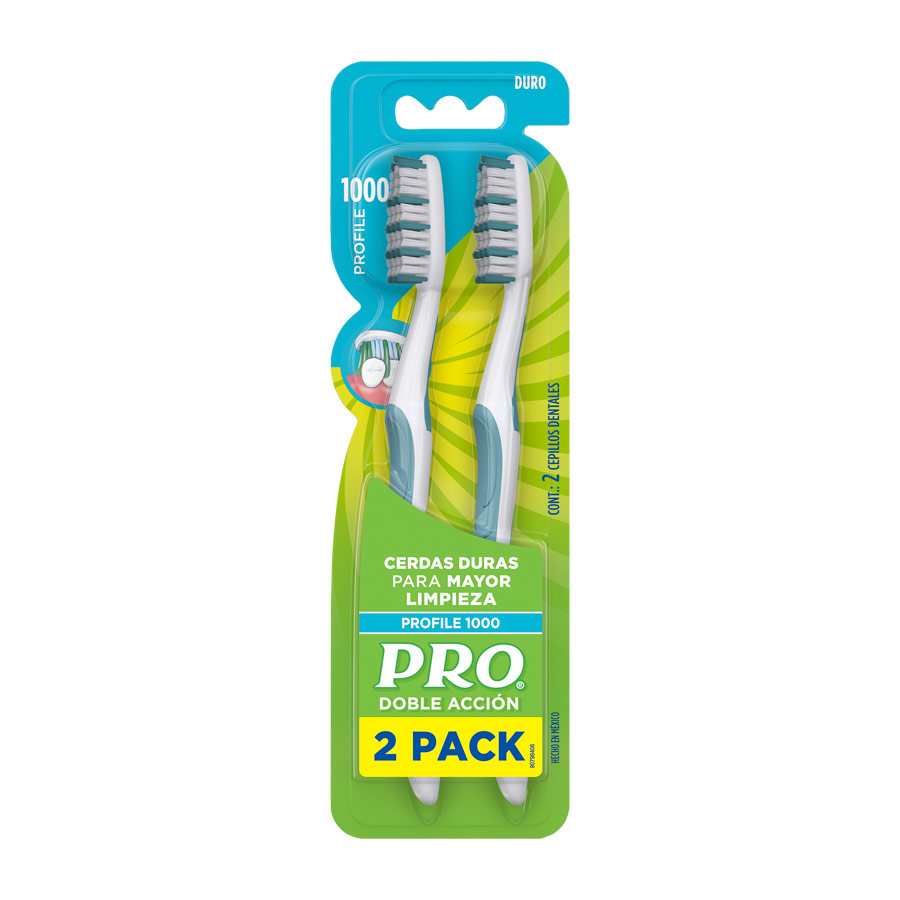 DURO
1000
PROFILE
CONT.: 2 CEPILLOS DENTALES
CERDAS DURAS
PARA MAYOR
LIMPIEZA
PROFILE 1000
PRO®
DOBLE ACCIÓN
2 PACK
90798406
HECHO EN MÉXICO